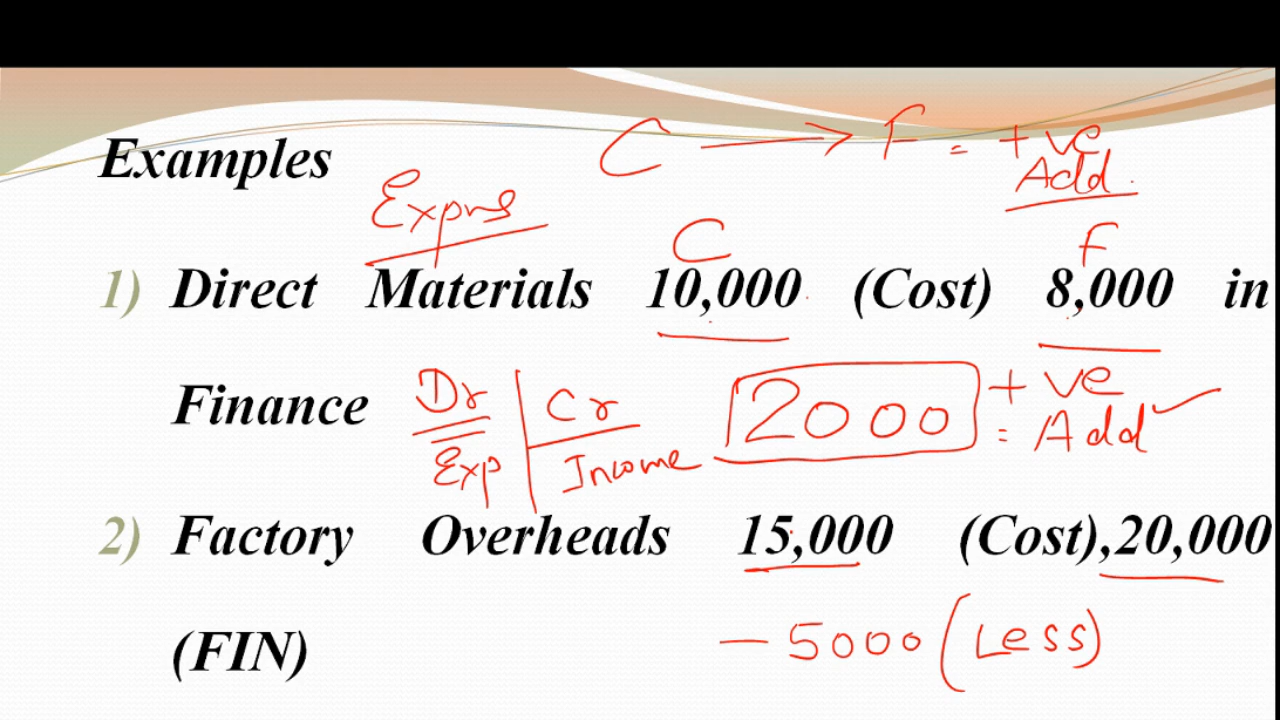 Examples
C → F = +ve
Add.
Expns
C F
1) Direct Materials 10,000 (Cost) 8,000 in
Finance
Dr Cr 2000 +ve
Exp Income = Add ✓
2) Factory Overheads 15,000 (Cost),20,000
(FIN)
– 5000 (Less)